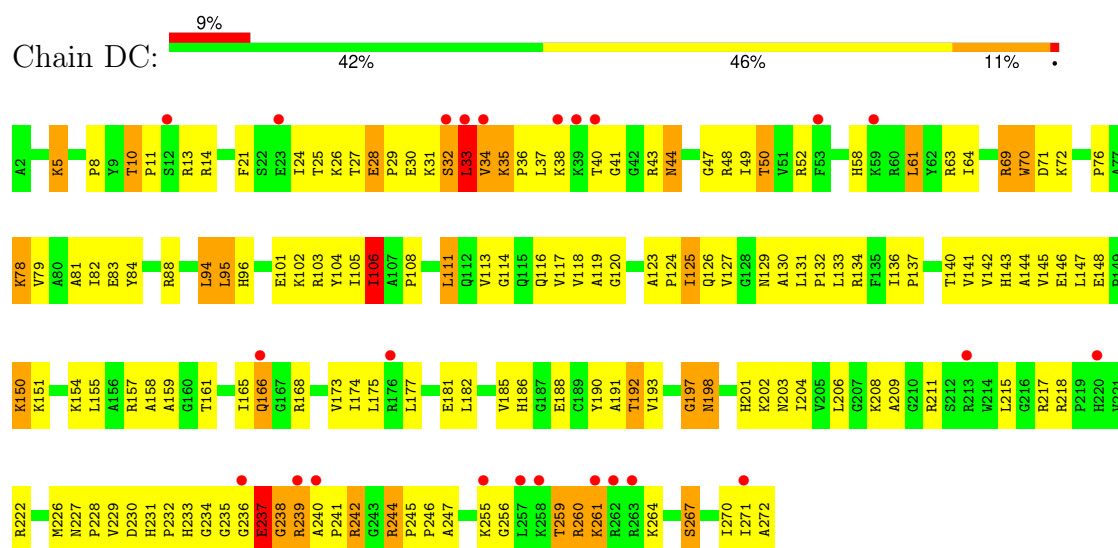 9%
Chain DC:
42% 46% 11% •
A2 K5 P8 Y9 T10 P11 S12 R13 R14 F21 S22 E23 I24 T25 K26 T27 E28 P29 E30 K31 S32 L33 V34 K35 P36 L37 K38 K39 T40 G41 G42 R43 N44 G47 R48 I49 T50 V51 R52 F53 H58 K59 R60 L61 Y62 R63 I64 R69 W70 D71 K72 P76 A77
K78 V79 A80 A81 I82 E83 Y84 R88 L94 L95 H96 E101 K102 R103 Y104 I105 I106 A107 P108 L111 Q112 V113 G114 Q115 Q116 V117 V118 A119 G120 A123 P124 I125 Q126 V127 G128 N129 A130 L131 P132 L133 R134 F135 I136 P137 T140 V141 V142 H143 A144 V145 E146 L147 E148 P149
K150 K151 K154 L155 A156 R157 A158 A159 G160 T161 I165 Q166 G167 R168 V173 I174 L175 R176 L177 E181 L182 V185 H186 G187 E188 C189 Y190 A191 T192 V193 G197 N198 H201 K202 N203 I204 V205 L206 G207 K208 A209 G210 R211 S212 R213 W214 L215 G216 R217 R218 P219 H220 V221
R222 M226 N227 P228 V229 D230 H231 P232 H233 G234 G235 G236 E237 G238 R239 A240 P241 R242 G243 R244 P245 P246 A247 K255 G256 L257 K258 T259 R260 K261 R262 R263 K264 S267 I270 I271 A272